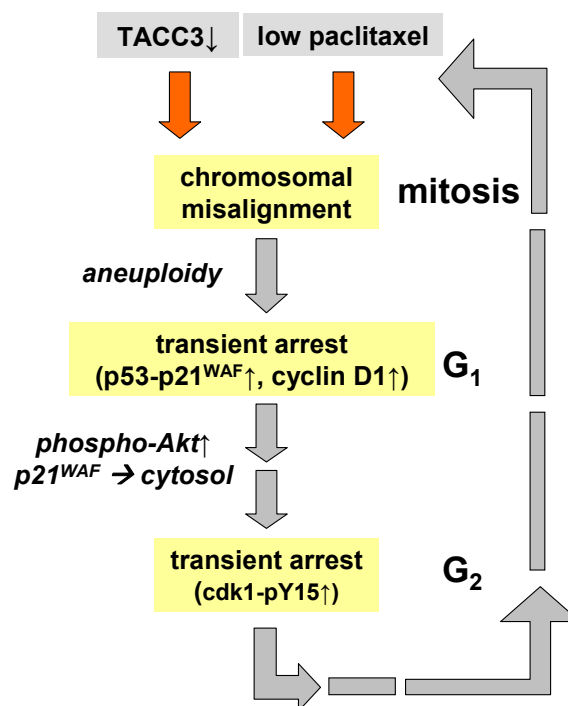 TACC3↓
low paclitaxel
chromosomal
misalignment
mitosis
aneuploidy
transient arrest
(p53-p21WAF↑, cyclin D1↑)
G1
phospho-Akt↑
p21WAF → cytosol
transient arrest
(cdk1-pY15↑)
G2